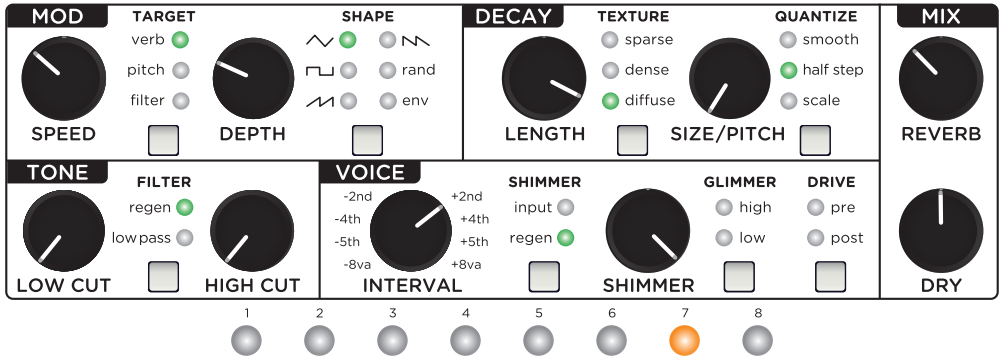 MOD
TARGET
SHAPE
DECAY
TEXTURE
QUANTIZE
MIX
verb
pitch
filter
rand
env
sparse
dense
diffuse
smooth
half step
scale
SPEED
DEPTH
LENGTH
SIZE/PITCH
REVERB
TONE
FILTER
VOICE
SHIMMER
GLIMMER
DRIVE
regen
low pass
-2nd
-4th
-5th
-8va
+2nd
+4th
+5th
+8va
input
regen
high
low
pre
post
LOW CUT
HIGH CUT
INTERVAL
SHIMMER
DRY
1 2 3 4 5 6 7 8